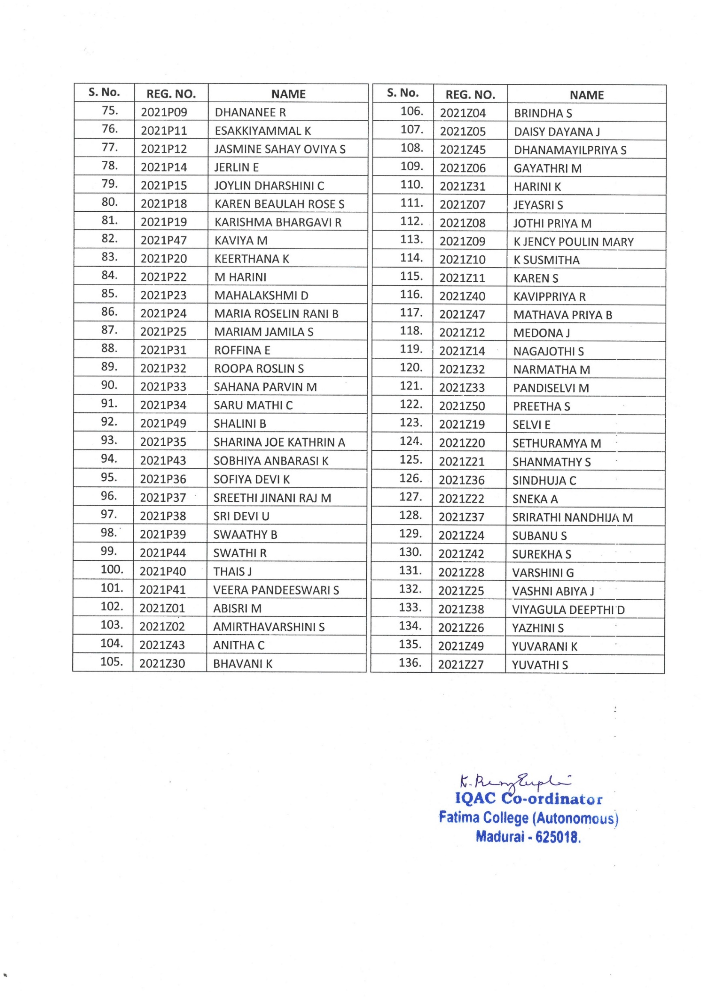 S. No. REG. NO. NAME
75. 2021P09 DHANANEE R
76. 2021P11 ESAKKIYAMMAL K
77. 2021P12 JASMINE SAHAY OVIYA S
78. 2021P14 JERLIN E
79. 2021P15 JOYLIN DHARSHINI C
80. 2021P18 KAREN BEAULAH ROSE S
81. 2021P19 KARISHMA BHARGAVI R
82. 2021P47 KAVIYA M
83. 2021P20 KEERTHANA K
84. 2021P22 M HARINI
85. 2021P23 MAHALAKSHMI D
86. 2021P24 MARIA ROSELIN RANI B
87. 2021P25 MARIAM JAMILA S
88. 2021P31 ROFFINA E
89. 2021P32 ROOPA ROSLIN S
90. 2021P33 SAHANA PARVIN M
91. 2021P34 SARU MATHI C
92. 2021P49 SHALINI B
93. 2021P35 SHARINA JOE KATHRIN A
94. 2021P43 SOBHIYA ANBARASI K
95. 2021P36 SOFIYA DEVI K
96. 2021P37 SREETHI JINANI RAJ M
97. 2021P38 SRI DEVI U
98. 2021P39 SWAATHY B
99. 2021P44 SWATHI R
100. 2021P40 THAIS J
101. 2021P41 VEERA PANDEESWARI S
102. 2021Z01 ABISRI M
103. 2021Z02 AMIRTHAVARSHINI S
104. 2021Z43 ANITHA C
105. 2021Z30 BHAVANI K
S. No. REG. NO. NAME
106. 2021Z04 BRINDHA S
107. 2021Z05 DAISY DAYANA J
108. 2021Z45 DHANAMAYILPRIYA S
109. 2021Z06 GAYATHRI M
110. 2021Z31 HARINI K
111. 2021Z07 JEYASRI S
112. 2021Z08 JOTHI PRIYA M
113. 2021Z09 K JENCY POULIN MARY
114. 2021Z10 K SUSMITHA
115. 2021Z11 KAREN S
116. 2021Z40 KAVIPPRIYA R
117. 2021Z47 MATHAVA PRIYA B
118. 2021Z12 MEDONA J
119. 2021Z14 NAGAJOTHI S
120. 2021Z32 NARMATHA M
121. 2021Z33 PANDISELVI M
122. 2021Z50 PREETHA S
123. 2021Z19 SELVI E
124. 2021Z20 SETHURAMYA M
125. 2021Z21 SHANMATHY S
126. 2021Z36 SINDHUJA C
127. 2021Z22 SNEKA A
128. 2021Z37 SRIRATHI NANDHIJA M
129. 2021Z24 SUBANU S
130. 2021Z42 SUREKHA S
131. 2021Z28 VARSHINI G
132. 2021Z25 VASHNI ABIYA J
133. 2021Z38 VIYAGULA DEEPTHI D
134. 2021Z26 YAZHINI S
135. 2021Z49 YUVARANI K
136. 2021Z27 YUVATHI S
K.
IQAC Co-ordinator
Fatima College (Autonomous)
Madurai - 625018.